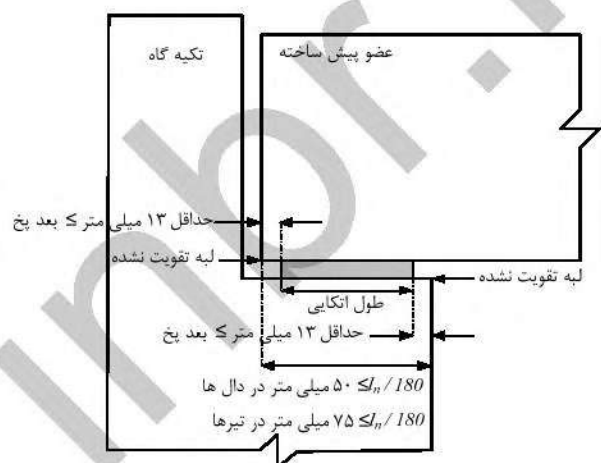 تکیه گاه
عضو پیش ساخته
حداقل ۱۳ میلی متر ≥ بعد پخ
لبه تقویت نشده
لبه تقویت نشده
طول اتکایی
حداقل ۱۳ میلی متر ≥ بعد پخ
ln / 180 ≥ ۵۰ میلی متر در دال ها
ln / 180 ≥ ۷۵ میلی متر در تیرها
inbr.